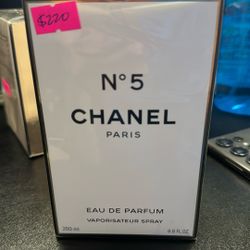 $220
N°5
CHANEL
PARIS
EAU DE PARFUM
VAPORISATEUR SPRAY
200 ml
6.8 FL. OZ.